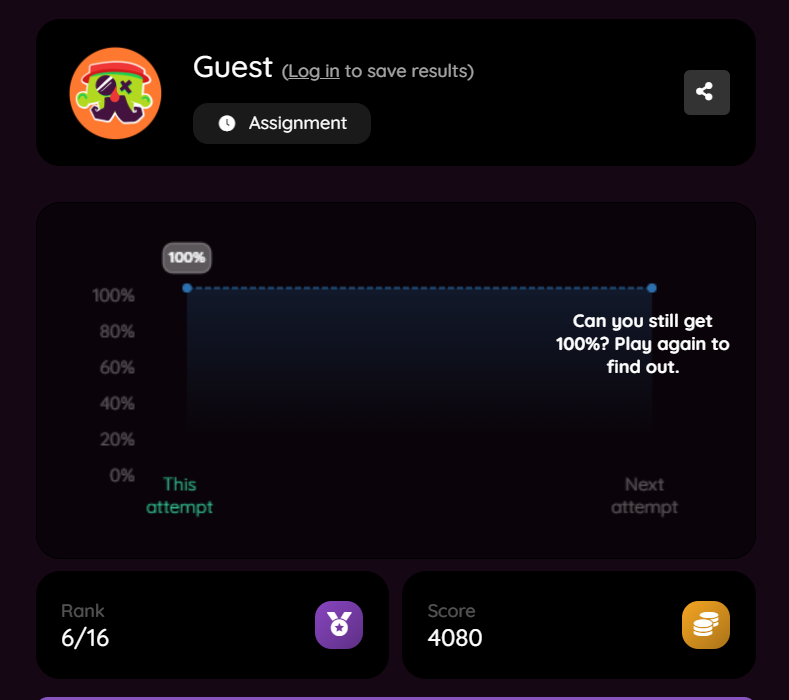 Guest (Log in to save results)
Assignment
100%
100%
80%
60%
40%
20%
0%
Can you still get
100%? Play again to
find out.
This
attempt
Next
attempt
Rank
6/16
Score
4080